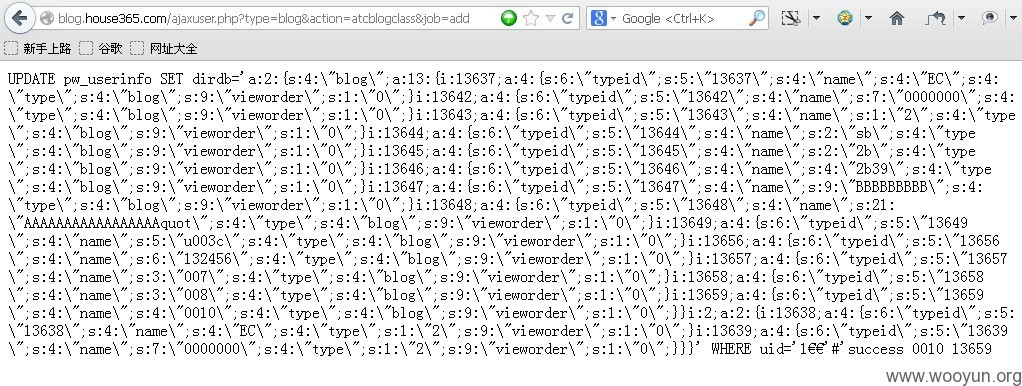 blog.house365.com/ajaxuser.php?type=blog&action=atcblogclass&job=add
Google <Ctrl+K>
新手上路 谷歌 网址大全
UPDATE pw_userinfo SET dirdb='a:2:{s:4:\"blog\";a:13:{i:13637;a:4:{s:6:\"typeid\";s:5:\"13637\";s:4:\"name\";s:4:\"EC\";s:4:
\"type\";s:4:\"blog\";s:9:\"vieworder\";s:1:\"0\";}i:13642;a:4:{s:6:\"typeid\";s:5:\"13642\";s:4:\"name\";s:7:\"0000000\";s:4:
\"type\";s:4:\"blog\";s:9:\"vieworder\";s:1:\"0\";}i:13643;a:4:{s:6:\"typeid\";s:5:\"13643\";s:4:\"name\";s:1:\"2\";s:4:\"type
\";s:4:\"blog\";s:9:\"vieworder\";s:1:\"0\";}i:13644;a:4:{s:6:\"typeid\";s:5:\"13644\";s:4:\"name\";s:2:\"sb\";s:4:\"type
\";s:4:\"blog\";s:9:\"vieworder\";s:1:\"0\";}i:13645;a:4:{s:6:\"typeid\";s:5:\"13645\";s:4:\"name\";s:2:\"2b\";s:4:\"type
\";s:4:\"blog\";s:9:\"vieworder\";s:1:\"0\";}i:13646;a:4:{s:6:\"typeid\";s:5:\"13646\";s:4:\"name\";s:4:\"2b39\";s:4:\"type
\";s:4:\"blog\";s:9:\"vieworder\";s:1:\"0\";}i:13647;a:4:{s:6:\"typeid\";s:5:\"13647\";s:4:\"name\";s:9:\"BBBBBBBBB\";s:4:
\"type\";s:4:\"blog\";s:9:\"vieworder\";s:1:\"0\";}i:13648;a:4:{s:6:\"typeid\";s:5:\"13648\";s:4:\"name\";s:21:
\"AAAAAAAAAAAAAAAAAquot\";s:4:\"type\";s:4:\"blog\";s:9:\"vieworder\";s:1:\"0\";}i:13649;a:4:{s:6:\"typeid\";s:5:\"13649
\";s:4:\"name\";s:5:\"u003c\";s:4:\"type\";s:4:\"blog\";s:9:\"vieworder\";s:1:\"0\";}i:13656;a:4:{s:6:\"typeid\";s:5:\"13656
\";s:4:\"name\";s:6:\"132456\";s:4:\"type\";s:4:\"blog\";s:9:\"vieworder\";s:1:\"0\";}i:13657;a:4:{s:6:\"typeid\";s:5:\"13657
\";s:4:\"name\";s:3:\"007\";s:4:\"type\";s:4:\"blog\";s:9:\"vieworder\";s:1:\"0\";}i:13658;a:4:{s:6:\"typeid\";s:5:\"13658
\";s:4:\"name\";s:3:\"008\";s:4:\"type\";s:4:\"blog\";s:9:\"vieworder\";s:1:\"0\";}i:13659;a:4:{s:6:\"typeid\";s:5:\"13659
\";s:4:\"name\";s:4:\"0010\";s:4:\"type\";s:4:\"blog\";s:9:\"vieworder\";s:1:\"0\";}}i:2;a:2:{i:13638;a:4:{s:6:\"typeid\";s:5:
\"13638\";s:4:\"name\";s:4:\"EC\";s:4:\"type\";s:1:\"2\";s:9:\"vieworder\";s:1:\"0\";}i:13639;a:4:{s:6:\"typeid\";s:5:\"13639
\";s:4:\"name\";s:7:\"0000000\";s:4:\"type\";s:1:\"2\";s:9:\"vieworder\";s:1:\"0\";}}}' WHERE uid='1€€'#'success 0010 13659
www.wooyun.org